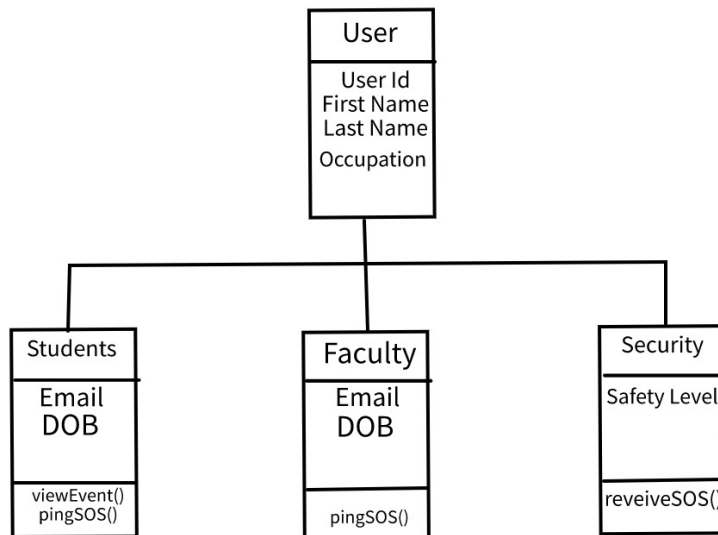 User
User Id
First Name
Last Name
Occupation
Students
Email
DOB
viewEvent()
pingSOS()
Faculty
Email
DOB
pingSOS()
Security
Safety Level
reveiveSOS()